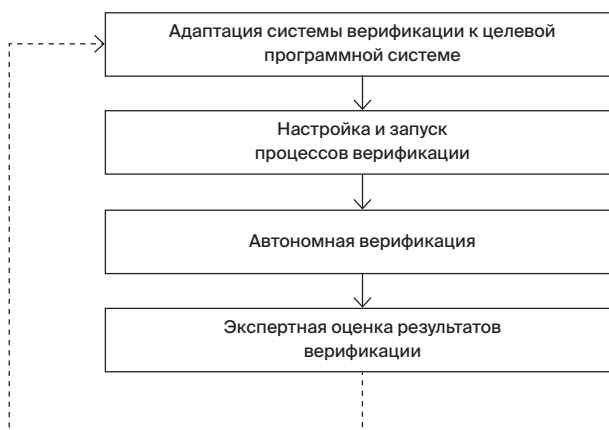 Адаптация системы верификации к целевой
программной системе
Настройка и запуск
процессов верификации
Автономная верификация
Экспертная оценка результатов
верификации